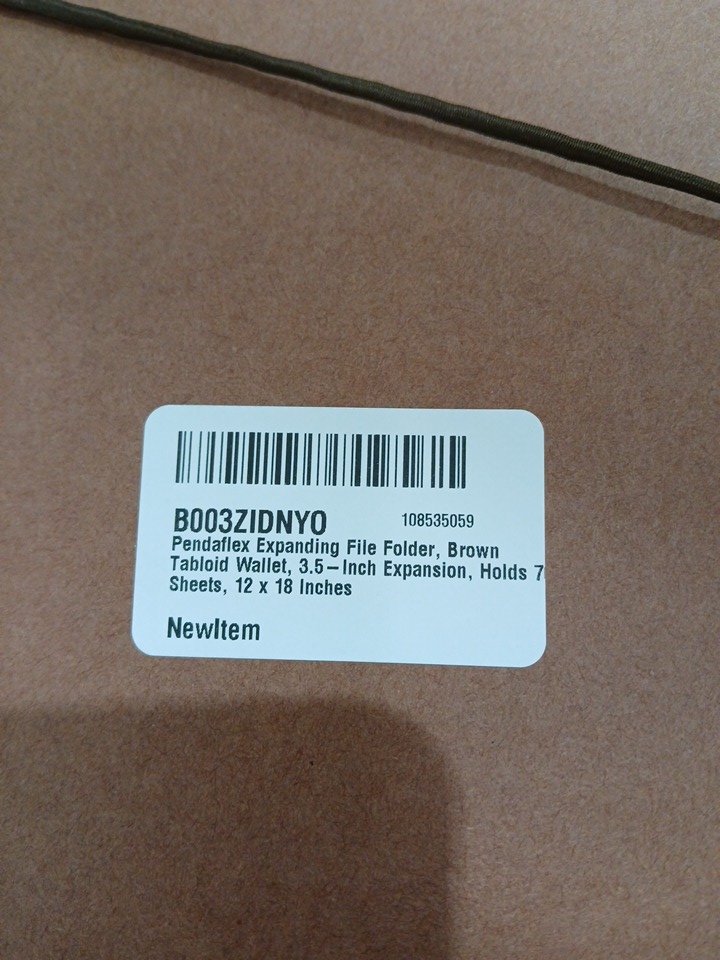 B003ZIDNYO 108535059
Pendaflex Expanding File Folder, Brown
Tabloid Wallet, 3.5–Inch Expansion, Holds 7
Sheets, 12 x 18 Inches
NewItem